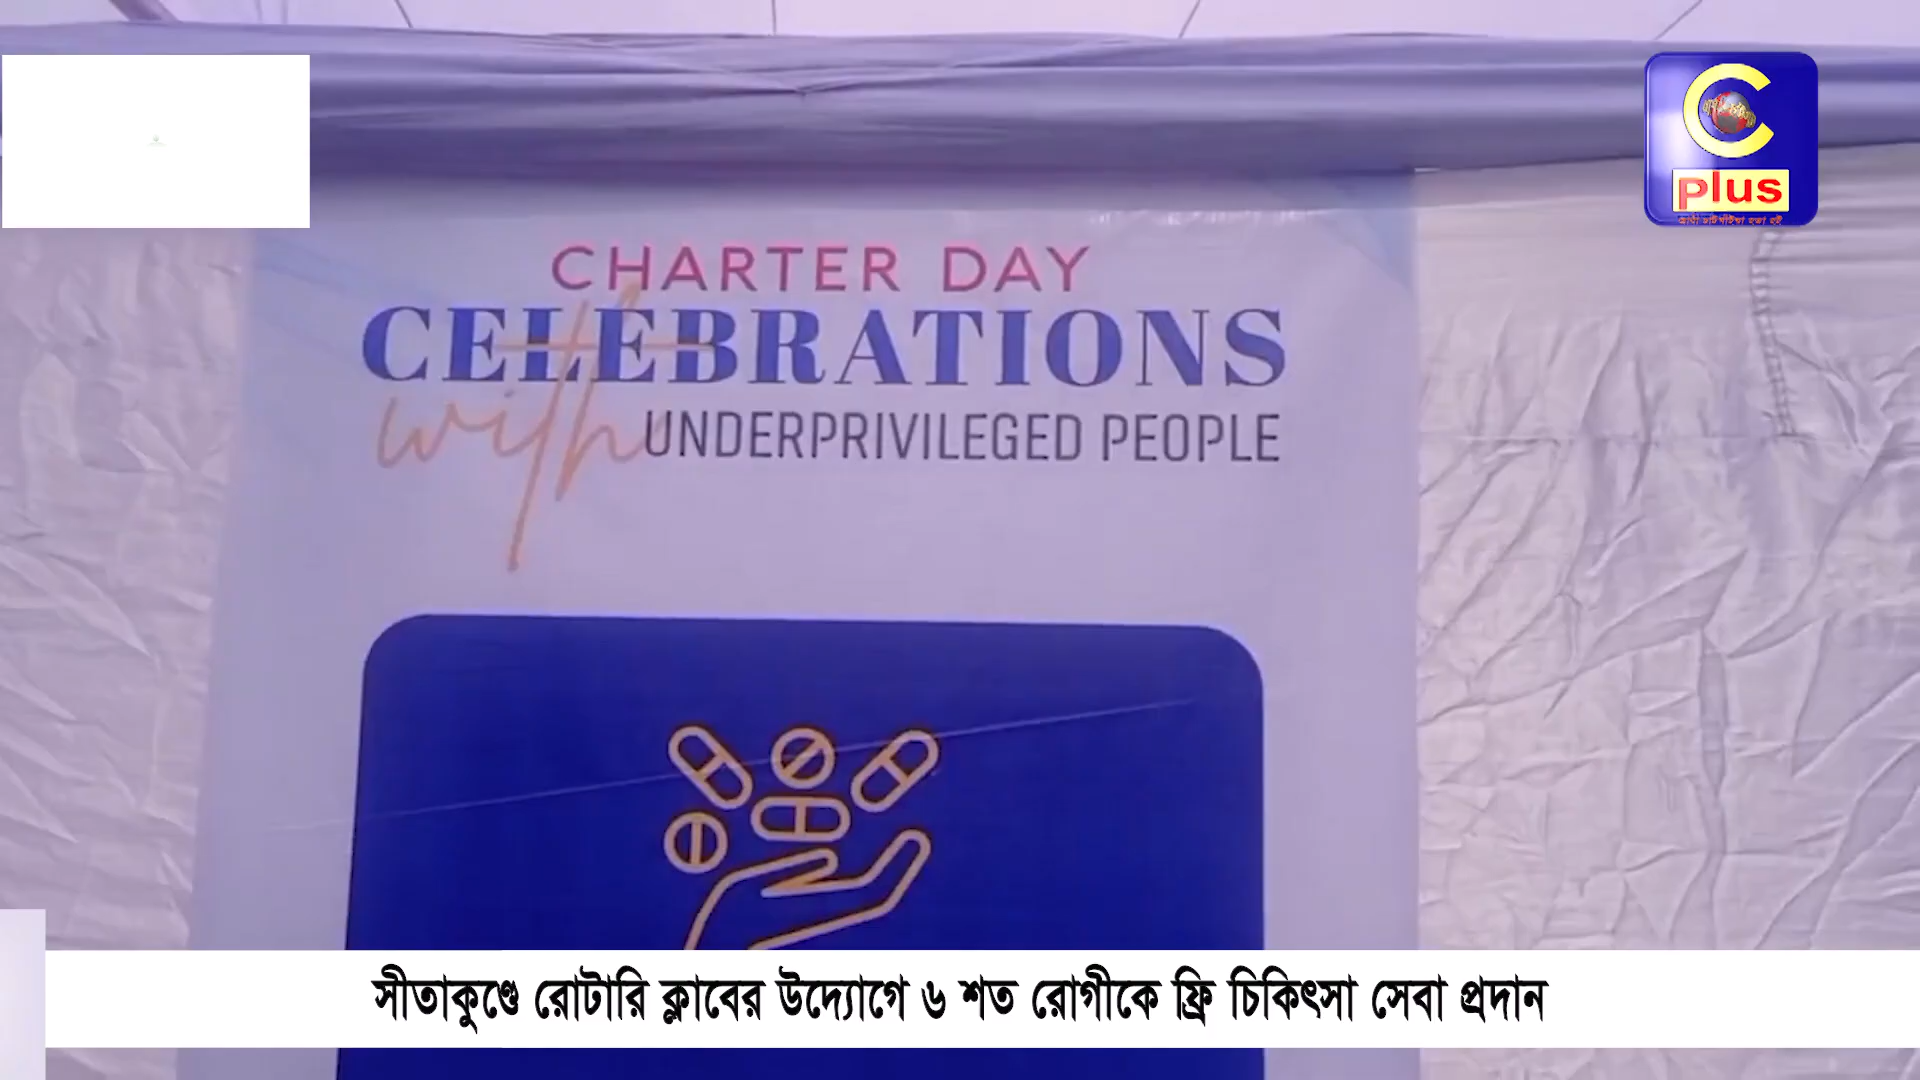 C
plus
CHARTER DAY
CELEBRATIONS
with UNDERPRIVILEGED PEOPLE
সীতাকুণ্ডে রোটারি ক্লাবের উদ্যোগে ৬ শত রোগীকে ফ্রি চিকিৎসা সেবা প্রদান